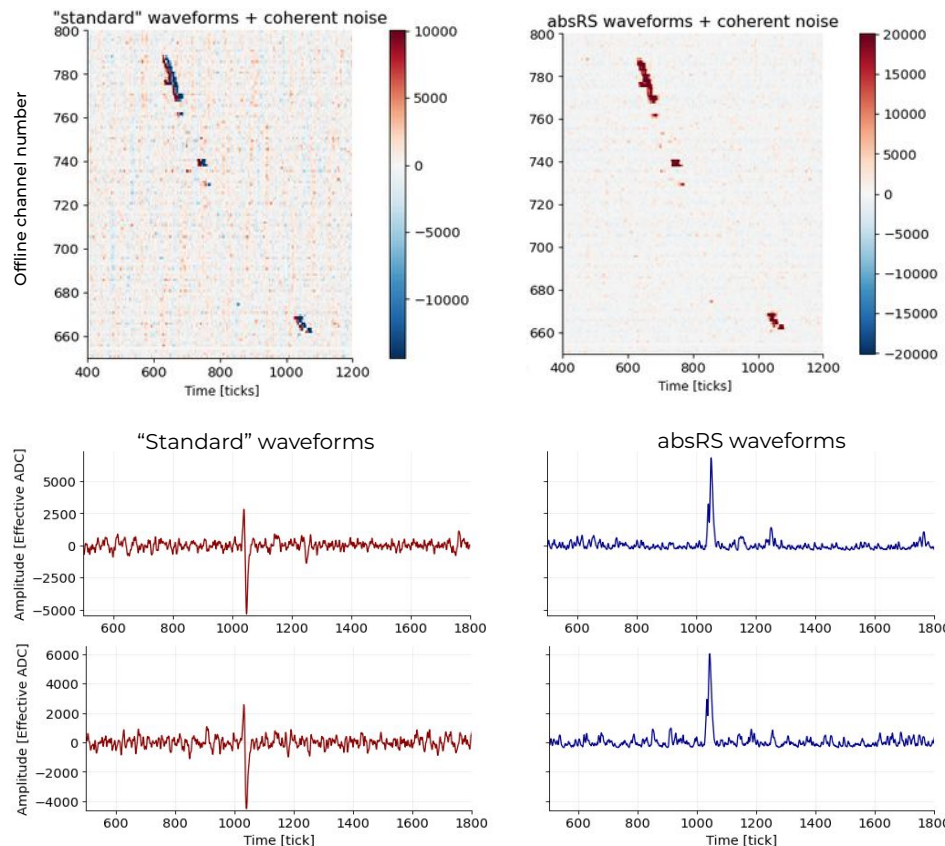 "standard" waveforms + coherent noise
800
780
760
740
720
700
680
660
400 600 800 1000 1200
Time [ticks]
Offline channel number
10000
5000
0
−5000
−10000
absRS waveforms + coherent noise
800
780
760
740
720
700
680
660
400 600 800 1000 1200
Time [ticks]
20000
15000
10000
5000
0
−5000
−10000
−15000
−20000
“Standard” waveforms
Amplitude [Effective ADC]
5000
2500
0
−2500
−5000
600 800 1000 1200 1400 1600 1800
absRS waveforms
600 800 1000 1200 1400 1600 1800
Amplitude [Effective ADC]
6000
4000
2000
0
−2000
−4000
600 800 1000 1200 1400 1600 1800
Time [tick]
600 800 1000 1200 1400 1600 1800
Time [tick]